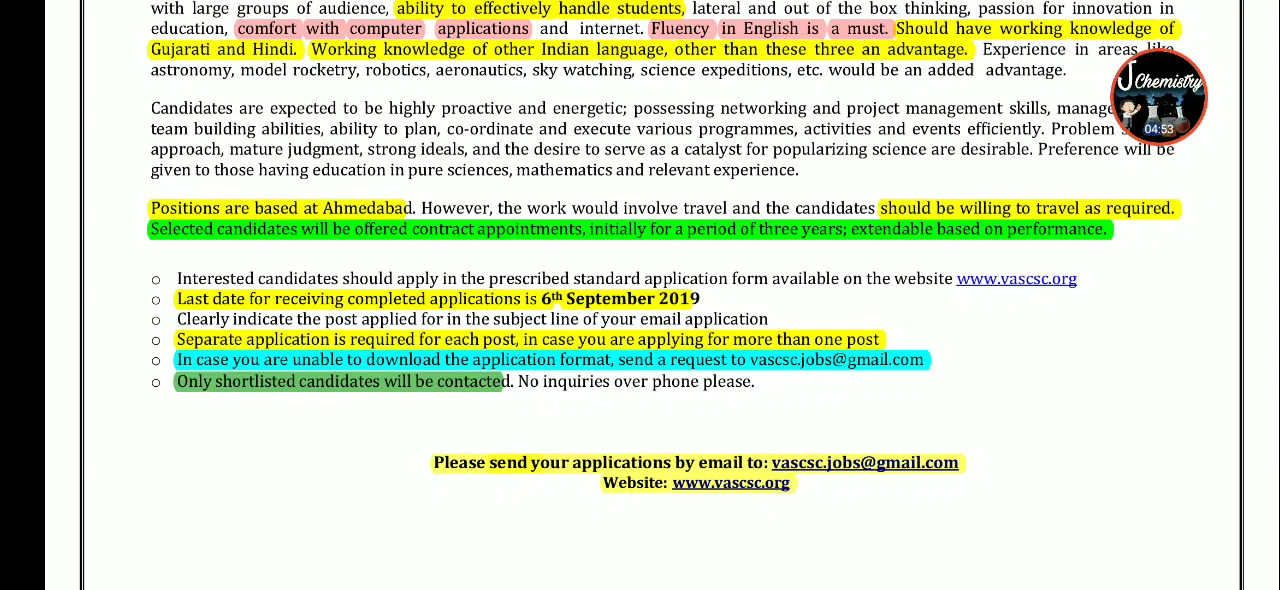 with large groups of audience, ability to effectively handle students, lateral and out of the box thinking, passion for innovation in
education, comfort with computer applications and internet. Fluency in English is a must. Should have working knowledge of
Gujarati and Hindi. Working knowledge of other Indian language, other than these three an advantage. Experience in areas like
astronomy, model rocketry, robotics, aeronautics, sky watching, science expeditions, etc. would be an added advantage.
J Chemistry
04:53
Candidates are expected to be highly proactive and energetic; possessing networking and project management skills,
team building abilities, ability to plan, co-ordinate and execute various programmes, activities and events efficiently. Problem
approach, mature judgment, strong ideals, and the desire to serve as a catalyst for popularizing science are desirable. Preference will be
given to those having education in pure sciences, mathematics and relevant experience.
Positions are based at Ahmedabad. However, the work would involve travel and the candidates should be willing to travel as required.
Selected candidates will be offered contract appointments, initially for a period of three years; extendable based on performance.
o Interested candidates should apply in the prescribed standard application form available on the website www.vascsc.org
o Last date for receiving completed applications is 6th September 2019
o Clearly indicate the post applied for in the subject line of your email application
o Separate application is required for each post, in case you are applying for more than one post
o In case you are unable to download the application format, send a request to vascsc.jobs@gmail.com
o Only shortlisted candidates will be contacted. No inquiries over phone please.
Please send your applications by email to: vascsc.jobs@gmail.com
Website: www.vascsc.org